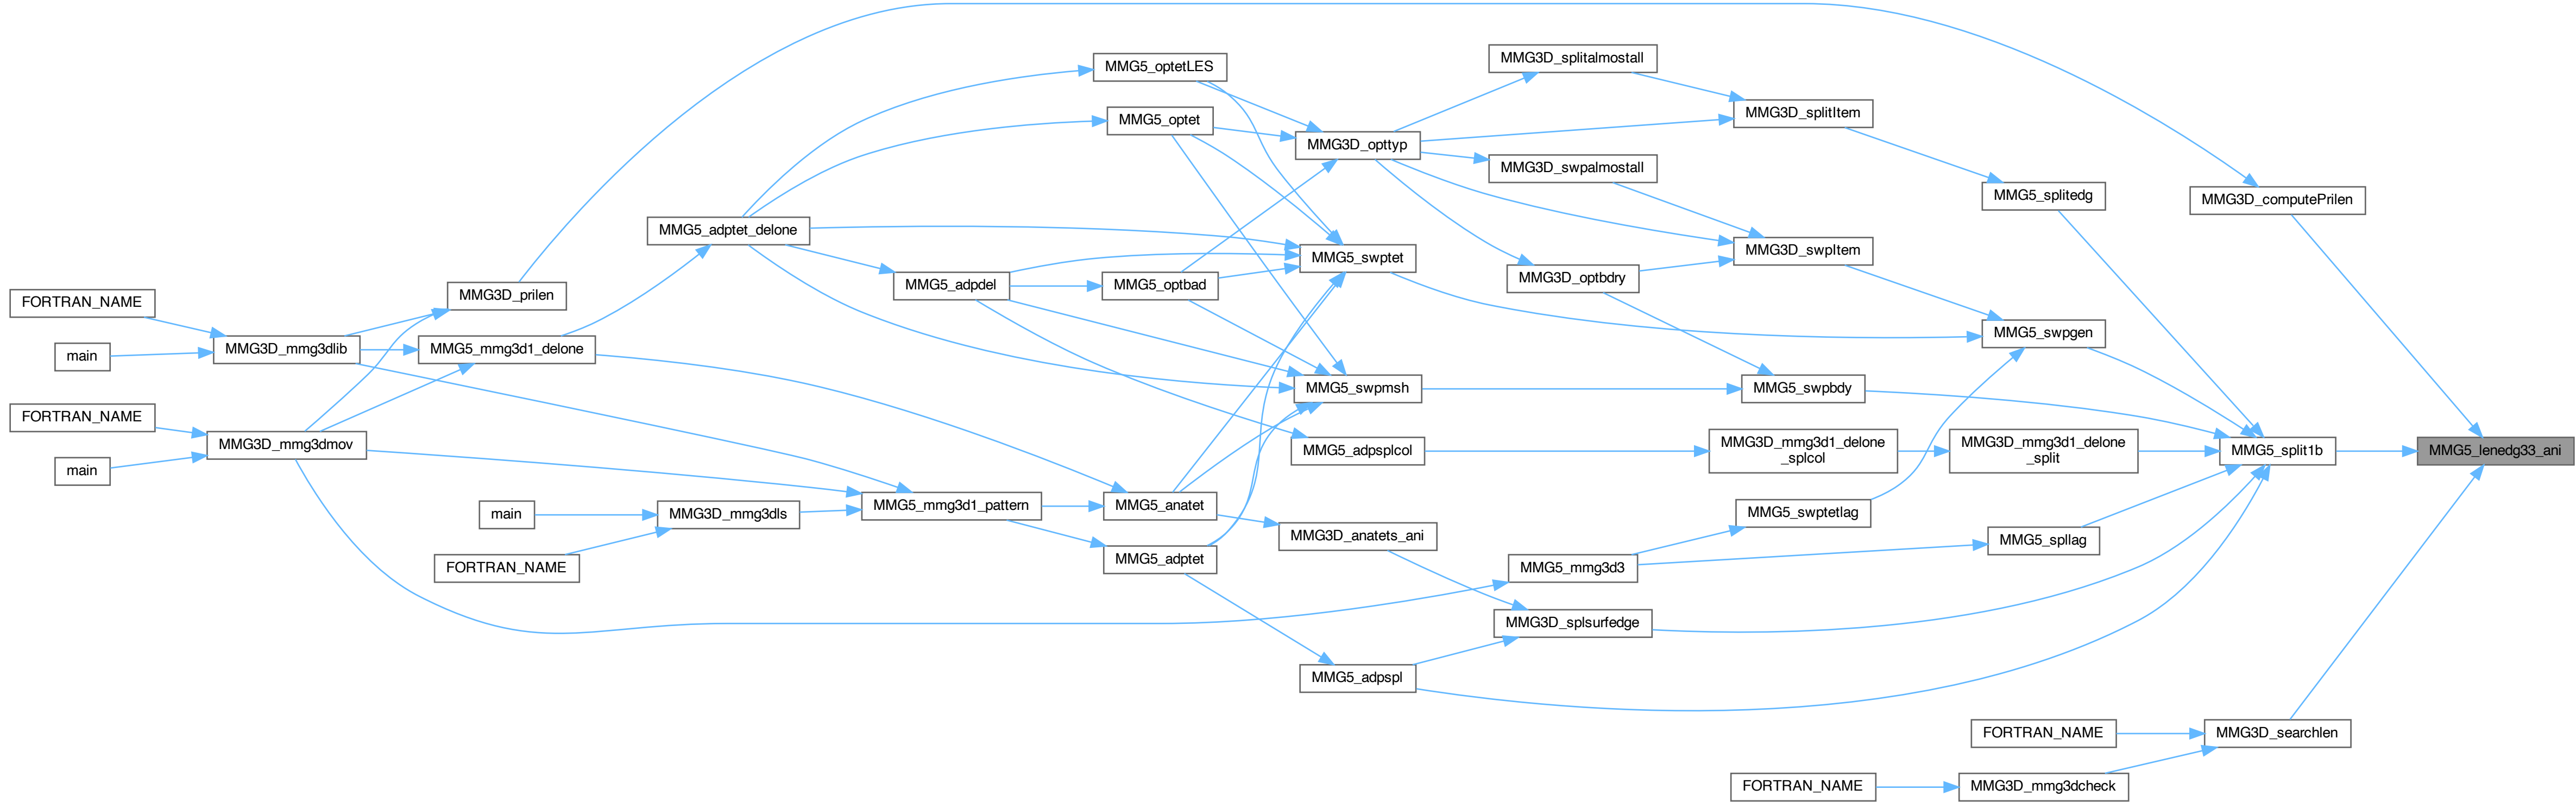 MMG3D_splitalmostall
MMG5_optetLES
MMG3D_splitItem
MMG5_optet
MMG3D_opttyp
MMG3D_swpalmostall
MMG5_splitedg
MMG3D_computePrilen
MMG5_adptet_delone
MMG5_swptet
MMG3D_swpItem
MMG3D_optbdry
MMG5_adpdel
MMG5_optbad
MMG3D_prilen
FORTRAN_NAME
MMG5_swpgen
main
MMG3D_mmg3dlib
MMG5_mmg3d1_delone
MMG5_swpmsh
MMG5_swpbdy
FORTRAN_NAME
MMG3D_mmg3dmov
MMG5_adpsplcol
MMG3D_mmg3d1_delone
_splcol
MMG3D_mmg3d1_delone
_split
MMG5_split1b
MMG5_lenedg33_ani
main
MMG5_mmg3d1_pattern
MMG5_anatet
main
MMG3D_mmg3dls
MMG5_swptetlag
MMG3D_anatets_ani
MMG5_spllag
MMG5_adptet
FORTRAN_NAME
MMG5_mmg3d3
MMG3D_splsurfedge
MMG5_adpspl
FORTRAN_NAME
MMG3D_searchlen
FORTRAN_NAME
MMG3D_mmg3dcheck